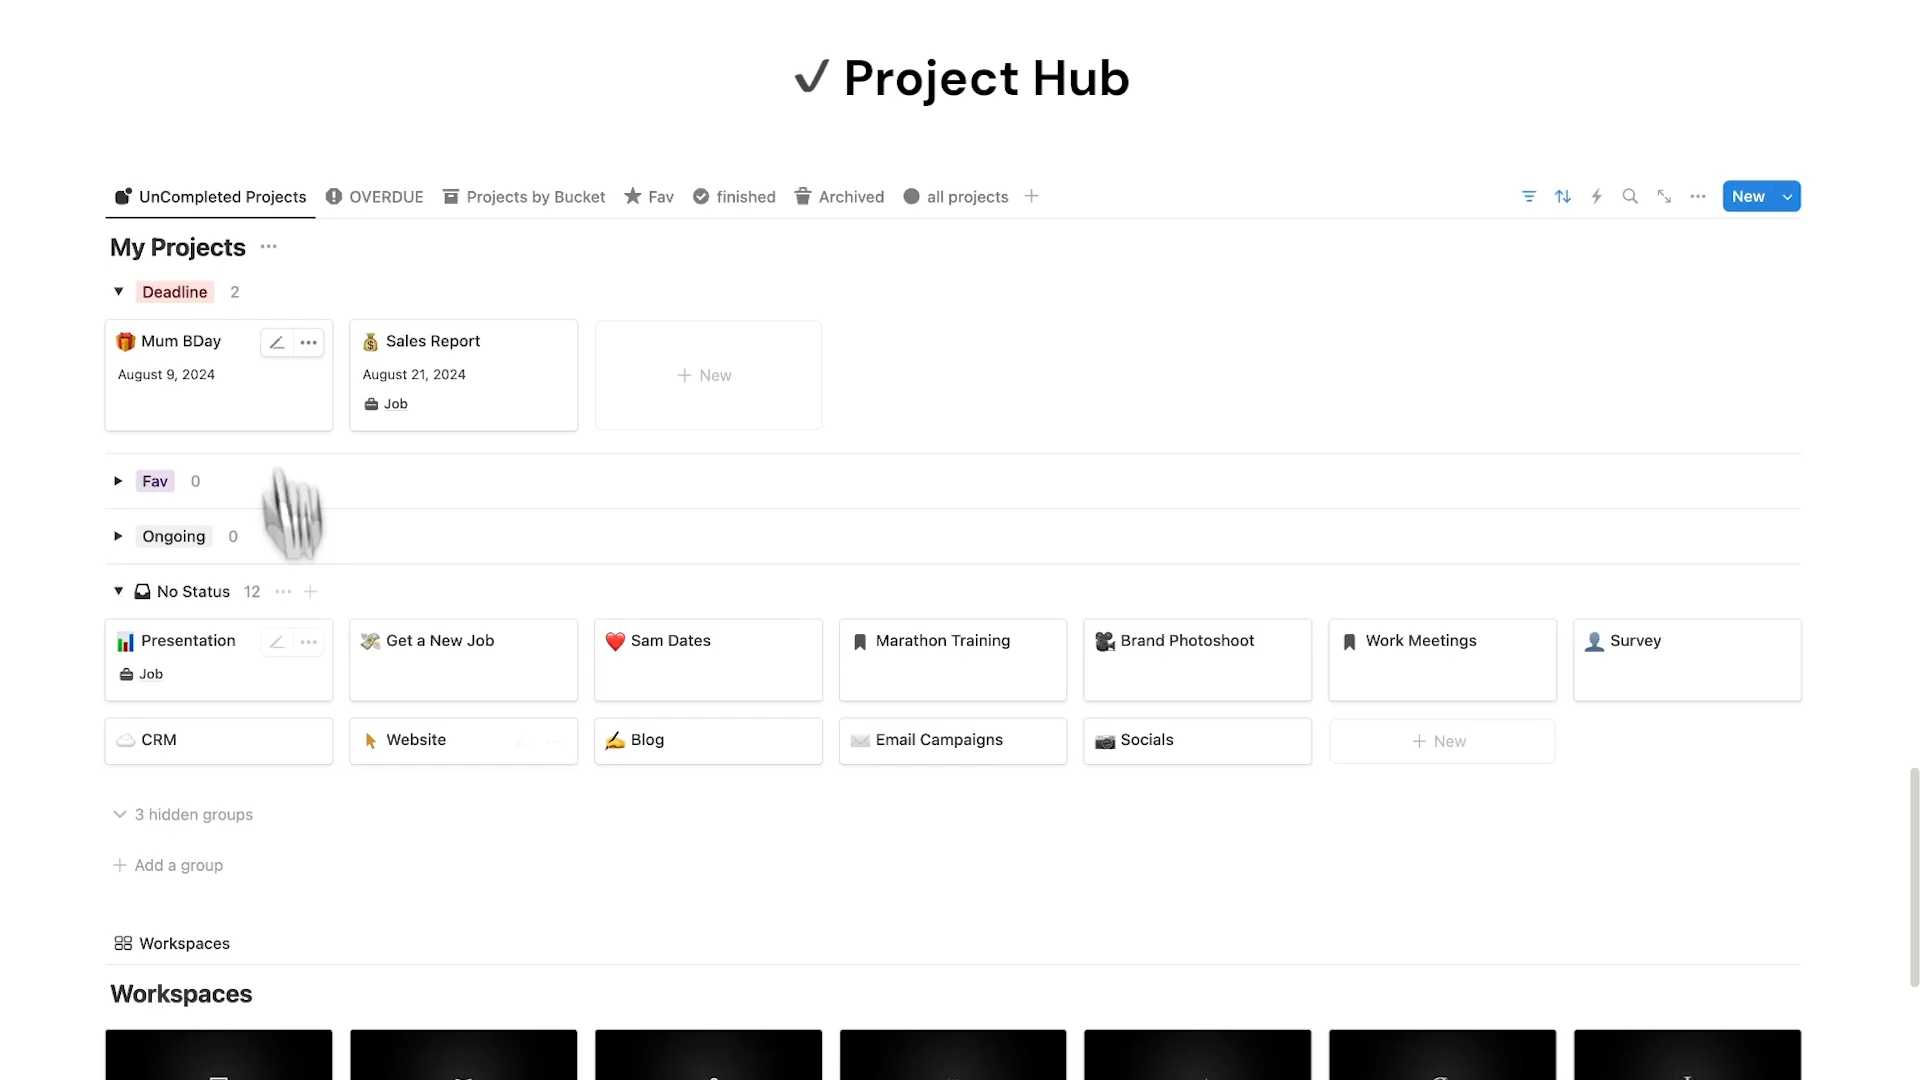 ✓ Project Hub
UnCompleted Projects OVERDUE Projects by Bucket Fav finished Archived all projects New
My Projects
Deadline 2
Mum BDay Sales Report
August 9, 2024 August 21, 2024
+ New
Job
Fav 0
Ongoing 0
No Status 12
Presentation Get a New Job Sam Dates Marathon Training Brand Photoshoot Work Meetings Survey
Job
CRM Website Blog Email Campaigns Socials + New
3 hidden groups
+ Add a group
Workspaces
Workspaces